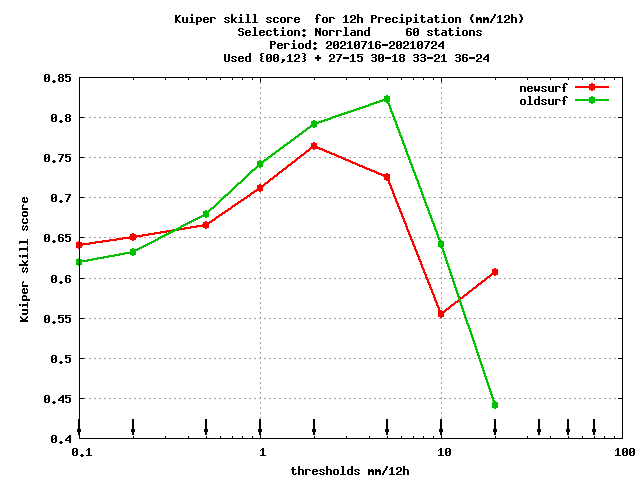 Kuiper skill score  for 12h Precipitation (mm/12h)
Selection: Norrland     60 stations
Period: 20210716-20210724
Used {00,12} + 27-15 30-18 33-21 36-24
newsurf
oldsurf
0.85
0.8
0.75
0.7
0.65
0.6
0.55
0.5
0.45
0.4
Kuiper skill score
0.1 1 10 100
thresholds mm/12h